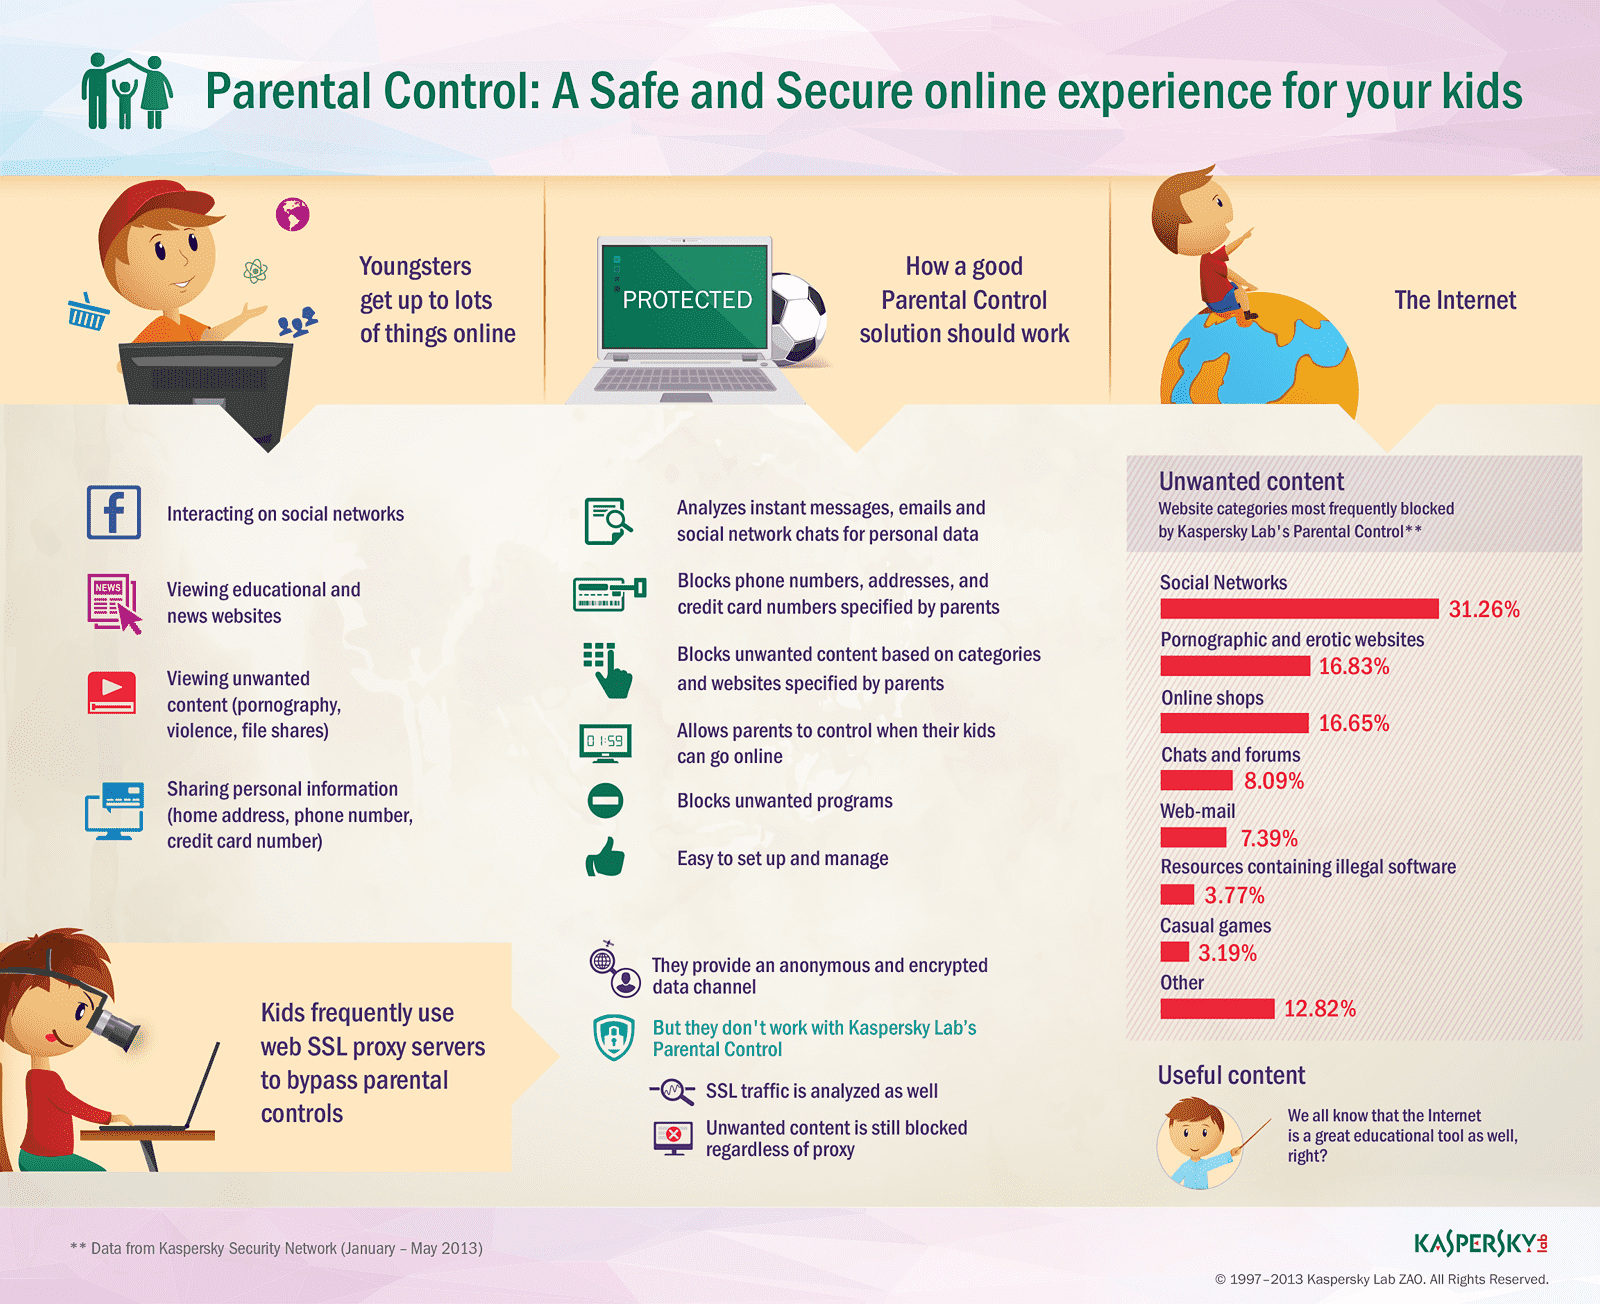 Parental Control: A Safe and Secure online experience for your kids
Youngsters
get up to lots
of things online
PROTECTED
How a good
Parental Control
solution should work
The Internet
f
Interacting on social networks
NEWS
Viewing educational and
news websites
Viewing unwanted
content (pornography,
violence, file shares)
Sharing personal information
(home address, phone number,
credit card number)
Analyzes instant messages, emails and
social network chats for personal data
Blocks phone numbers, addresses, and
credit card numbers specified by parents
Blocks unwanted content based on categories
and websites specified by parents
01:59
Allows parents to control when their kids
can go online
Blocks unwanted programs
Easy to set up and manage
Unwanted content
Website categories most frequently blocked
by Kaspersky Lab's Parental Control**
Social Networks
31.26%
Pornographic and erotic websites
16.83%
Online shops
16.65%
Chats and forums
8.09%
Web-mail
7.39%
Resources containing illegal software
3.77%
Casual games
3.19%
Other
12.82%
Kids frequently use
web SSL proxy servers
to bypass parental
controls
They provide an anonymous and encrypted
data channel
But they don't work with Kaspersky Lab's
Parental Control
SSL traffic is analyzed as well
Unwanted content is still blocked
regardless of proxy
Useful content
We all know that the Internet
is a great educational tool as well,
right?
** Data from Kaspersky Security Network (January – May 2013)
KASPERSKY lab
© 1997–2013 Kaspersky Lab ZAO. All Rights Reserved.